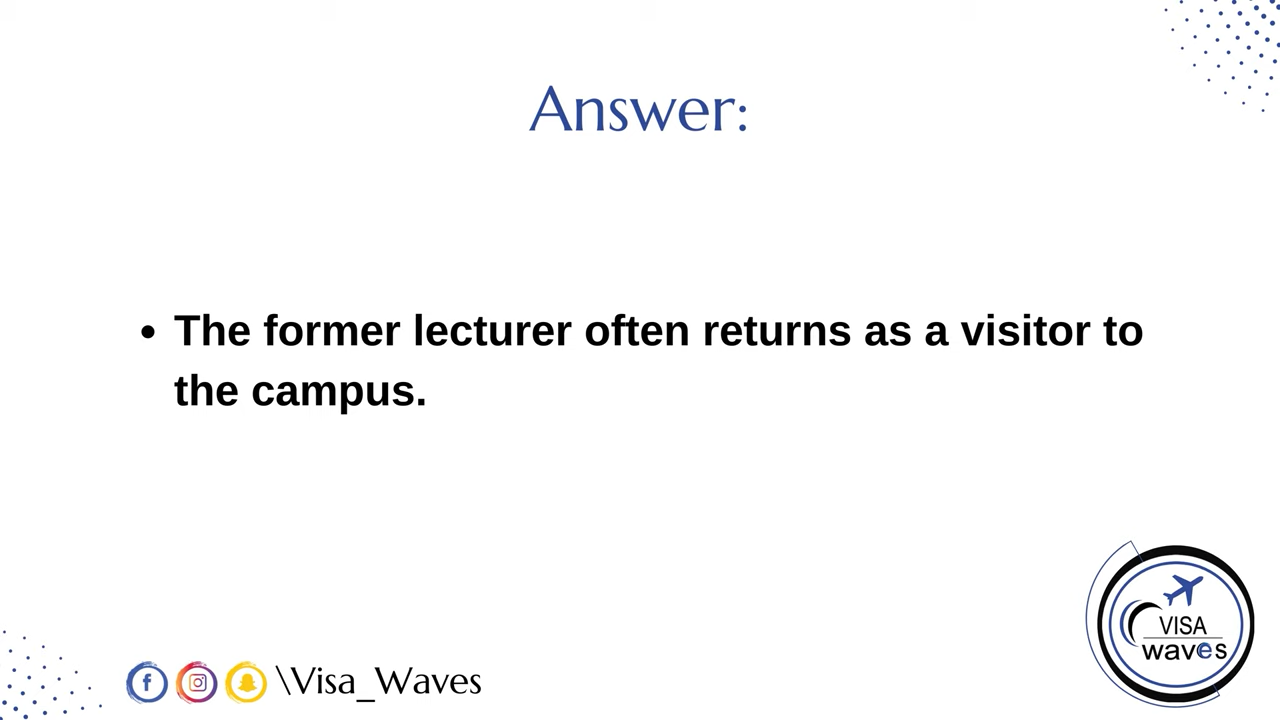 Answer:
• The former lecturer often returns as a visitor to
the campus.
\Visa_Waves
VISA
waves